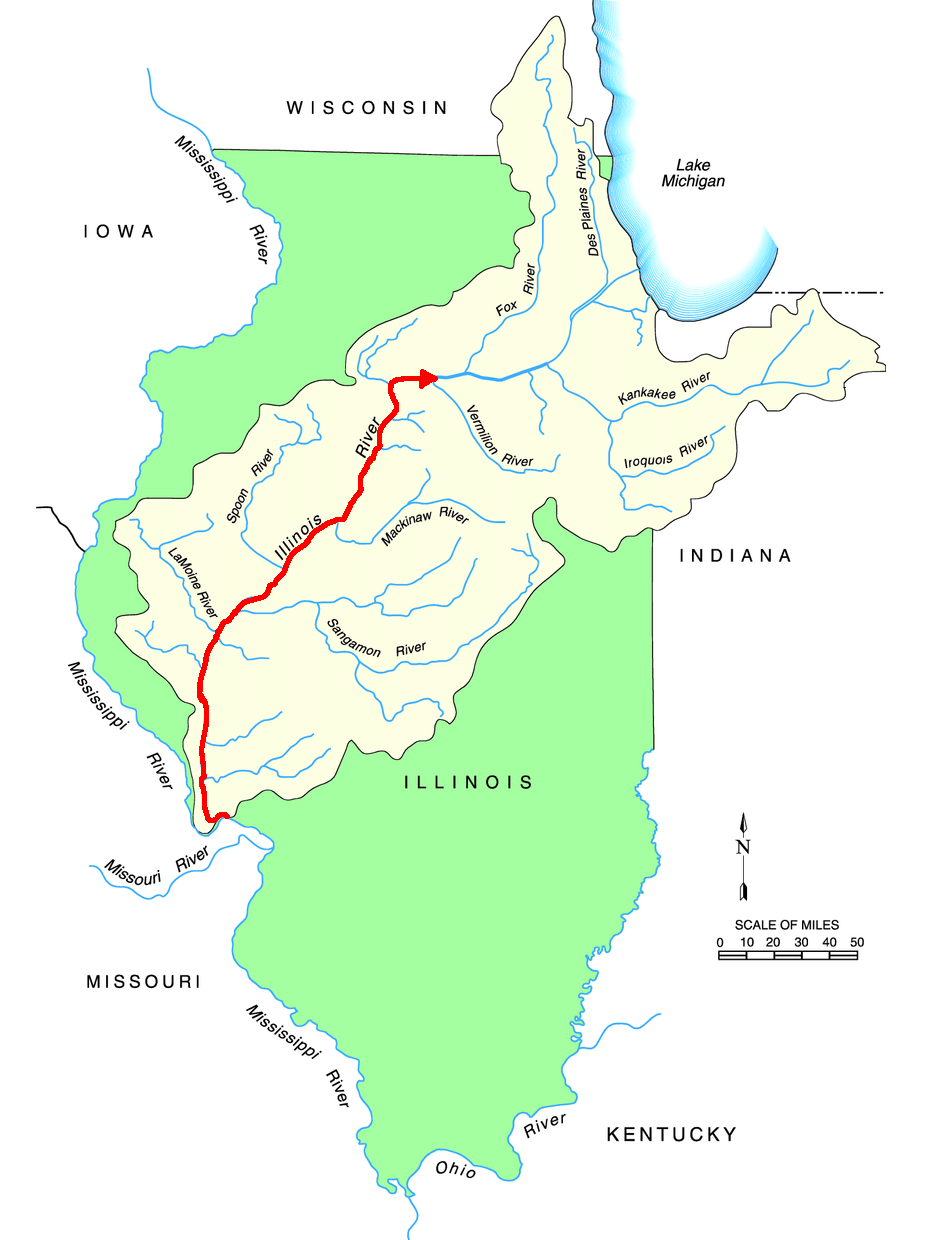 WISCONSIN
Lake
Michigan
Mississippi
River
IOWA
Des Plaines River
Fox
River
Kankakee River
Iroquois River
Vermilion River
Spoon River
Illinois
River
Mackinaw River
LaMoine River
Sangamon River
INDIANA
Mississippi
River
ILLINOIS
Missouri River
N
SCALE OF MILES
0 10 20 30 40 50
MISSOURI
Mississippi
River
Ohio
River
KENTUCKY